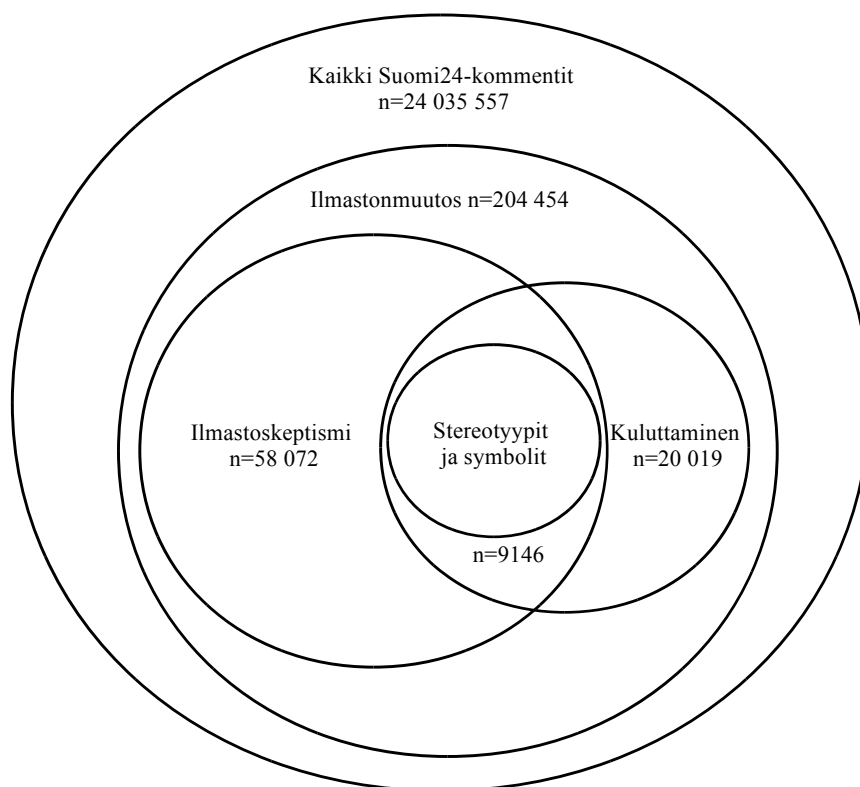 Kaikki Suomi24-kommentit
n=24 035 557
Ilmastonmuutos n=204 454
Ilmastoskeptismi
n=58 072
Stereotyypit
ja symbolit
Kuluttaminen
n=20 019
n=9146